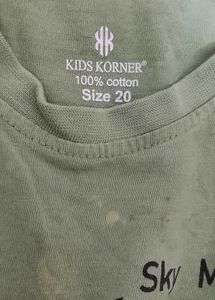 KIDS KORNER®
100% cotton
Size 20
Sky M